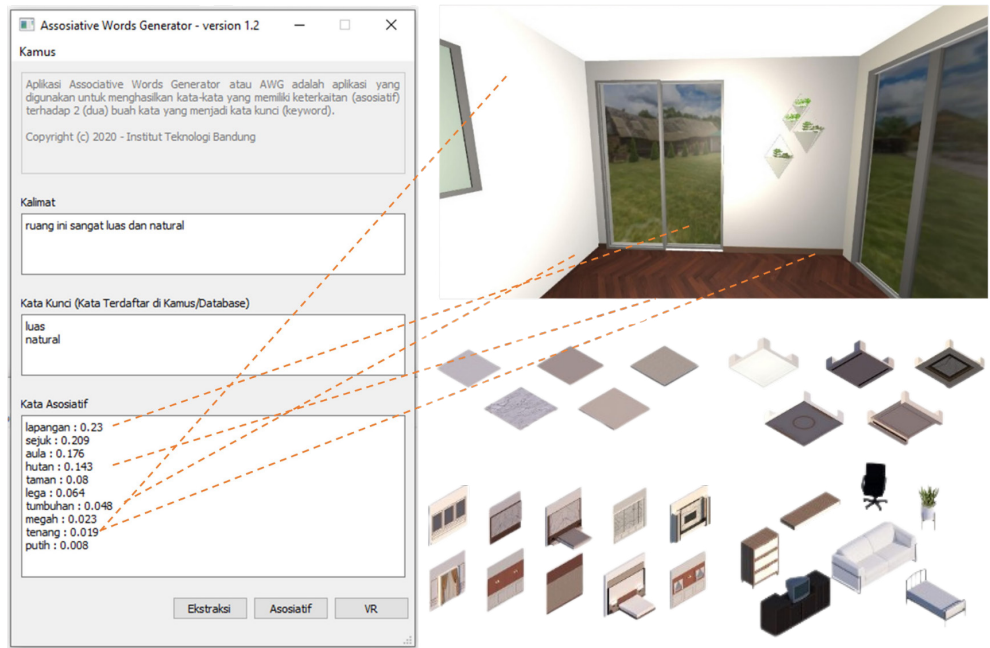 Assosiative Words Generator - version 1.2
Kamus
Aplikasi Associative Words Generator atau AWG adalah aplikasi yang
digunakan untuk menghasilkan kata-kata yang memiliki keterkaitan (asosiatif)
terhadap 2 (dua) buah kata yang menjadi kata kunci (keyword).
Copyright (c) 2020 - Institut Teknologi Bandung
Kalimat
ruang ini sangat luas dan natural
Kata Kunci (Kata Terdaftar di Kamus/Database)
luas
natural
Kata Asosiatif
lapangan : 0.23
sejuk : 0.209
aula : 0.176
hutan : 0.143
taman : 0.08
lega : 0.064
tumbuhan : 0.048
megah : 0.023
tenang : 0.019
putih : 0.008
Ekstraksi Asosiatif VR